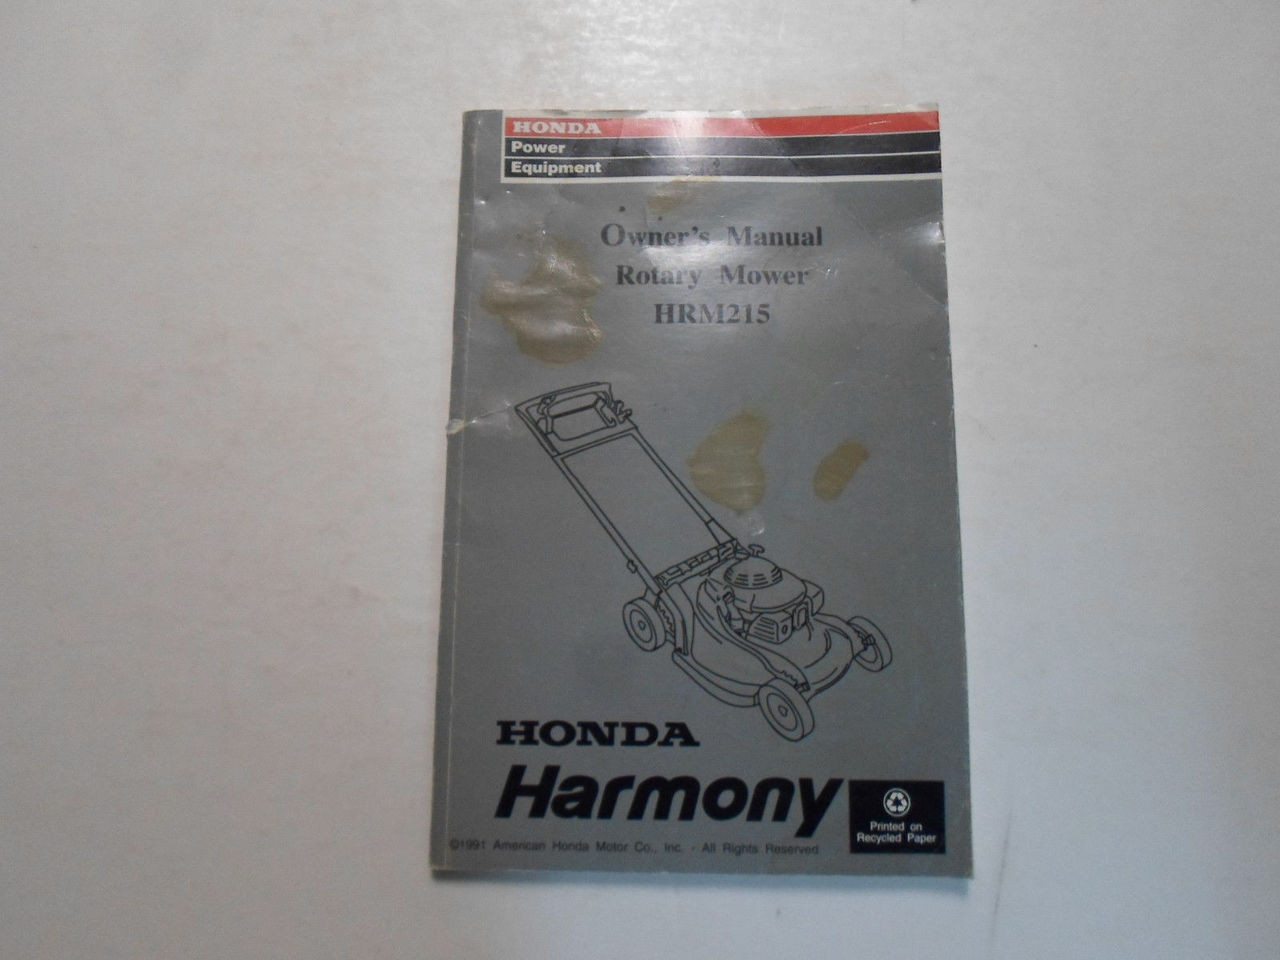 HONDA
Power
Equipment
Owner's Manual
Rotary Mower
HRM215
HONDA
Harmony
Printed on
Recycled Paper
©1991 American Honda Motor Co., Inc. - All Rights Reserved